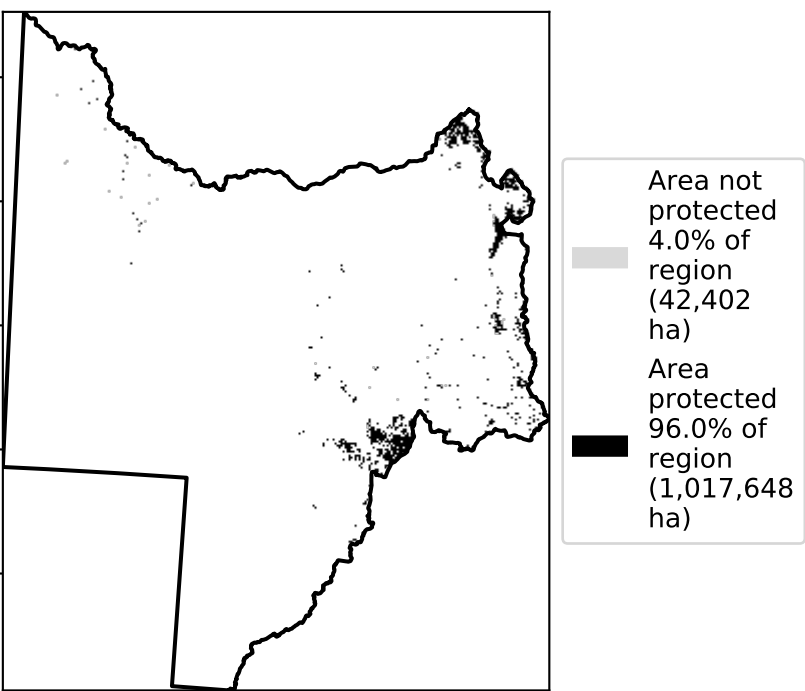 Area not
protected
4.0% of
region
(42,402
ha)
Area
protected
96.0% of
region
(1,017,648
ha)